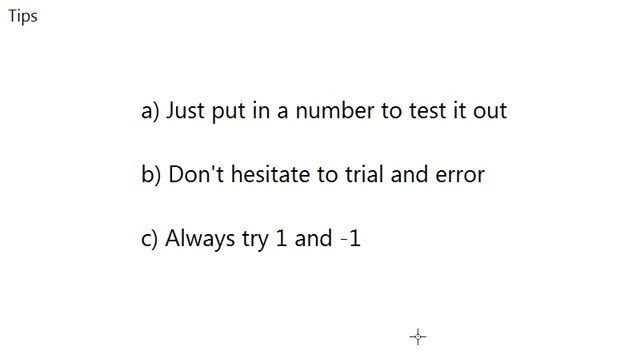 Tips
a) Just put in a number to test it out
b) Don't hesitate to trial and error
c) Always try 1 and -1